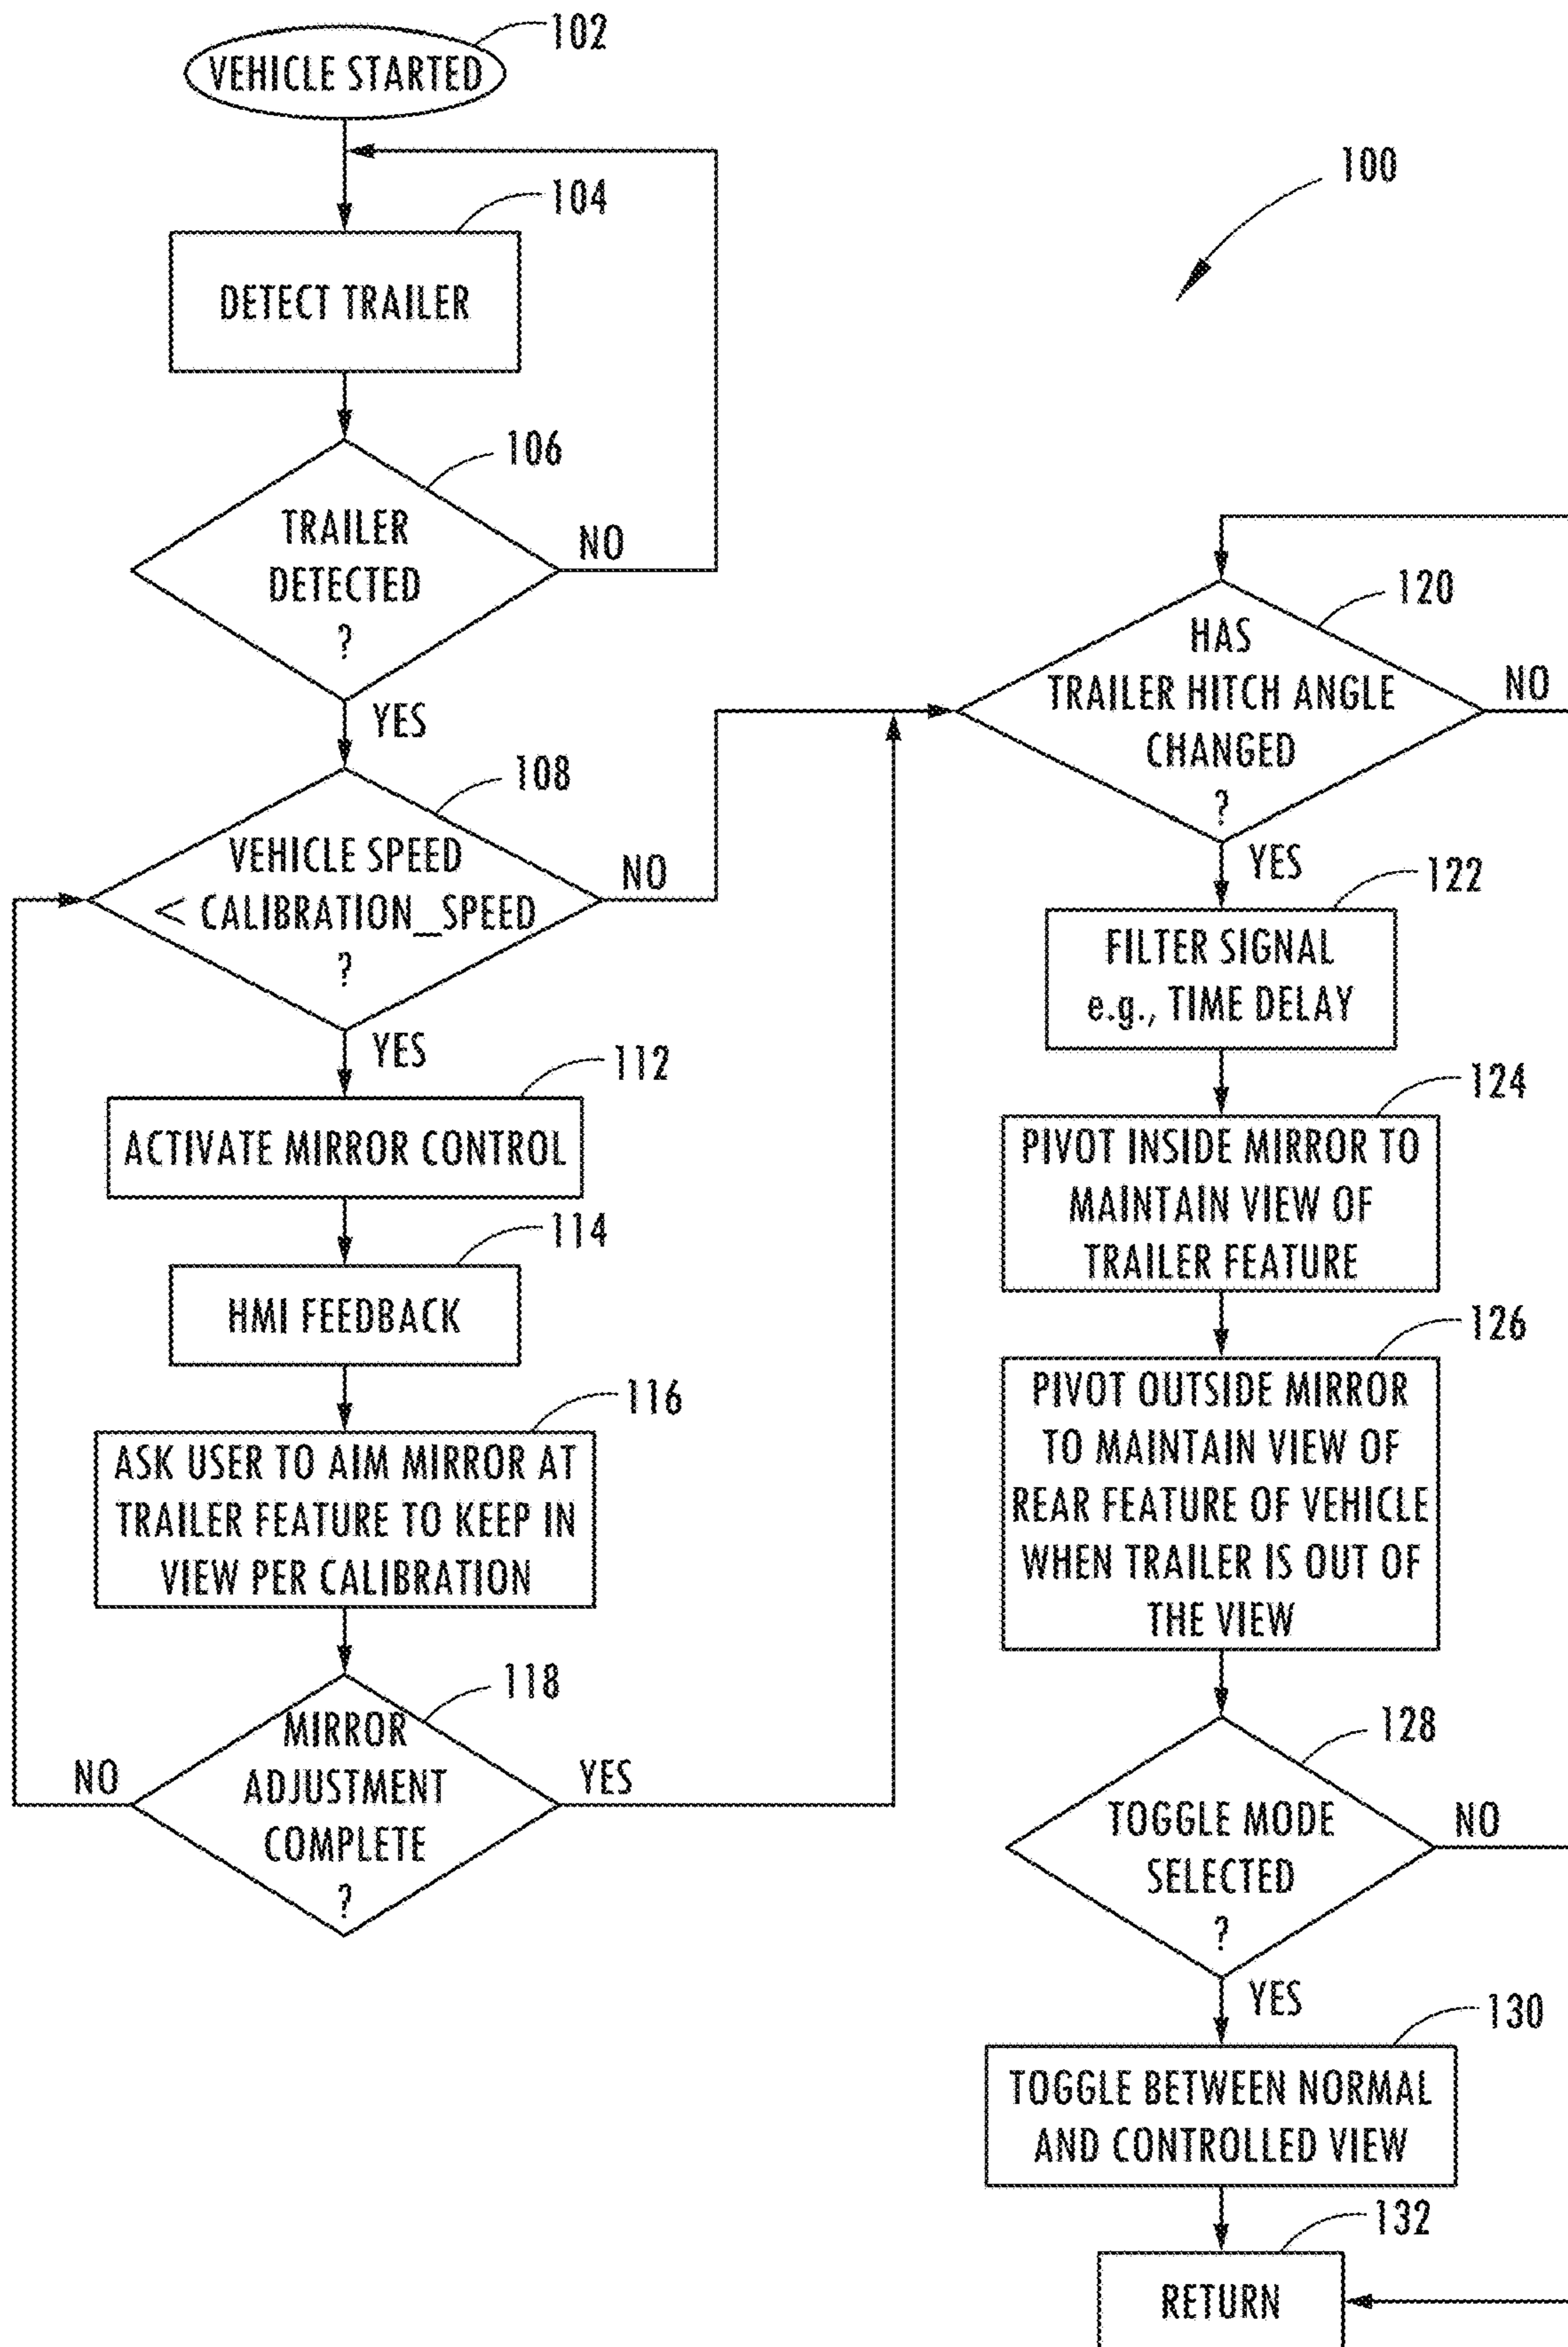 102
VEHICLE STARTED
100
104
DETECT TRAILER
106
TRAILER
DETECTED
?
NO
YES
108
VEHICLE SPEED
< CALIBRATION_SPEED
?
NO
YES
112
ACTIVATE MIRROR CONTROL
114
HMI FEEDBACK
116
ASK USER TO AIM MIRROR AT
TRAILER FEATURE TO KEEP IN
VIEW PER CALIBRATION
118
MIRROR
ADJUSTMENT
COMPLETE
?
NO
YES
120
HAS
TRAILER HITCH ANGLE
CHANGED
?
NO
YES
122
FILTER SIGNAL
e.g., TIME DELAY
124
PIVOT INSIDE MIRROR TO
MAINTAIN VIEW OF
TRAILER FEATURE
126
PIVOT OUTSIDE MIRROR
TO MAINTAIN VIEW OF
REAR FEATURE OF VEHICLE
WHEN TRAILER IS OUT OF
THE VIEW
128
TOGGLE MODE
SELECTED
?
NO
YES
130
TOGGLE BETWEEN NORMAL
AND CONTROLLED VIEW
132
RETURN